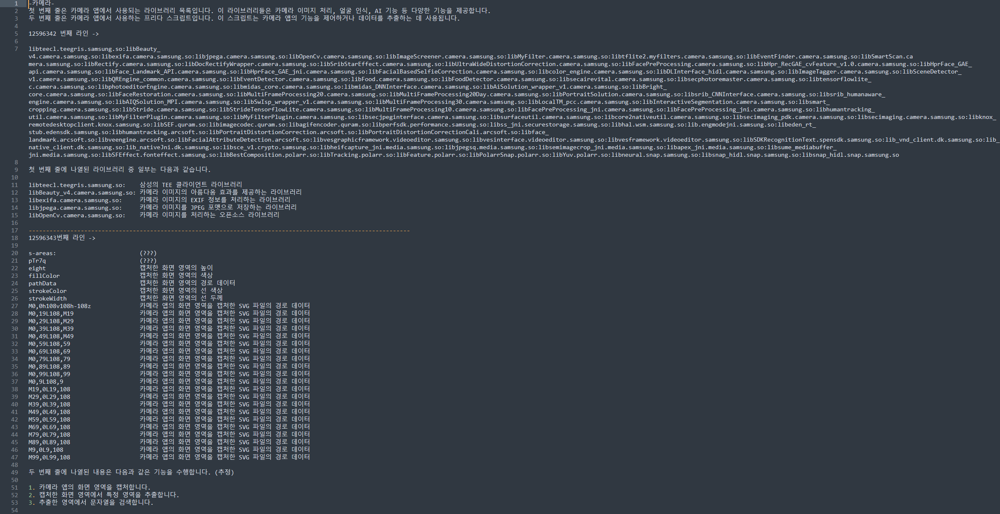 -카메라-
첫 번째 줄은 카메라 앱에서 사용되는 라이브러리 목록입니다. 이 라이브러리들은 카메라 이미지 처리, 얼굴 인식, AI 기능 등 다양한 기능을 제공합니다.
두 번째 줄은 카메라 앱에서 사용하는 프리다 스크립트입니다. 이 스크립트는 카메라 앱의 기능을 제어하거나 데이터를 추출하는 데 사용됩니다.
12596342 번째 라인 ->
libteecl.teegris.samsung.so:libBeauty_
v4.camera.samsung.so:libexifa.camera.samsung.so:libjpega.camera.samsung.so:libOpenCv.camera.samsung.so:libImageScreener.camera.samsung.so:libMyFilter.camera.samsung.so:libtflite2.myfilters.camera.samsung.so:libEventFinder.camera.samsung.so:libSmartScan.ca
mera.samsung.so:libRectify.camera.samsung.so:libDocRectifyWrapper.camera.samsung.so:libSribStarEffect.camera.samsung.so:libUltraWideDistortionCorrection.camera.samsung.so:libFacePreProcessing.camera.samsung.so:libHpr_RecGAE_cvFeature_v1.0.camera.samsung.so:libHprFace_GAE_
api.camera.samsung.so:libFace_Landmark_API.camera.samsung.so:libHprFace_GAE_jni.camera.samsung.so:libFacialBasedSelfieCorrection.camera.samsung.so:libcolor_engine.camera.samsung.so:libDLInterface_hidl.camera.samsung.so:libImageTagger.camera.samsung.so:libSceneDetector_
v1.camera.samsung.so:libQREngine_common.camera.samsung.so:libEventDetector.camera.samsung.so:libFood.camera.samsung.so:libFoodDetector.camera.samsung.so:libsecairevital.camera.samsung.so:libsecphotoremaster.camera.samsung.so:libtensorflowlite_
c.camera.samsung.so:libphotoeditorEngine.camera.samsung.so:libmidas_core.camera.samsung.so:libmidas_DNNInterface.camera.samsung.so:libAiSolution_wrapper_v1.camera.samsung.so:libBright_
core.camera.samsung.so:libFaceRestoration.camera.samsung.so:libMultiFrameProcessing20.camera.samsung.so:libMultiFrameProcessing20Day.camera.samsung.so:libPortraitSolution.camera.samsung.so:libsrib_CNNInterface.camera.samsung.so:libsrib_humanaware_
engine.camera.samsung.so:libAIQSolution_MPI.camera.samsung.so:libSwIsp_wrapper_v1.camera.samsung.so:libMultiFrameProcessing30.camera.samsung.so:libLocalTM_pcc.camera.samsung.so:libInteractiveSegmentation.camera.samsung.so:libsmart_
cropping.camera.samsung.so:libStride.camera.samsung.so:libStrideTensorflowLite.camera.samsung.so:libMultiFrameProcessing10.camera.samsung.so:libFacePreProcessing_jni.camera.samsung.so:libFacePreProcessing_jni.camera.samsung.so:libhumantracking_
util.camera.samsung.so:libMyFilterPlugin.camera.samsung.so:libMyFilterPlugin.camera.samsung.so:libsecjpeginterface.camera.samsung.so:libsurfaceutil.camera.samsung.so:libcore2nativeutil.camera.samsung.so:libsecimaging_pdk.camera.samsung.so:libsecimaging.camera.samsung.so:libknox_
remotedesktopclient.knox.samsung.so:libSEF.quram.so:libimagecodec.quram.so:libagifencoder.quram.so:libperfsdk.performance.samsung.so:libss_jni.securestorage.samsung.so:libhal.wsm.samsung.so:lib.engmodejni.samsung.so:libeden_rt_
stub.edensdk.samsung.so:libhumantracking.arcsoft.so:libPortraitDistortionCorrection.arcsoft.so:libPortraitDistortionCorrectionCali.arcsoft.so:libface_
landmark.arcsoft.so:libveengine.arcsoft.so:libFacialAttributeDetection.arcsoft.so:libvesgraphicframework.videoeditor.samsung.so:libvesinterface.videoeditor.samsung.so:libvesframework.videoeditor.samsung.so:libSDKRecognitionText.spensdk.samsung.so:lib_vnd_client.dk.samsung.so:lib_
native_client.dk.samsung.so:lib_nativeJni.dk.samsung.so:libsce_v1.crypto.samsung.so:libheifcapture_jni.media.samsung.so:libjpegsq.media.samsung.so:libsemimagecrop_jni.media.samsung.so:libapex_jni.media.samsung.so:libsume_mediabuffer_
jni.media.samsung.so:libSFEffect.fonteffect.samsung.so:libBestComposition.polarr.so:libTracking.polarr.so:libFeature.polarr.so:libPolarrSnap.polarr.so:libYuv.polarr.so:libneural.snap.samsung.so:libsnap_hidl.snap.samsung.so:libsnap_hidl.snap.samsung.so
첫 번째 줄에 나열된 라이브러리 중 일부는 다음과 같습니다.
libteecl.teegris.samsung.so: 삼성의 TEE 클라이언트 라이브러리
libBeauty_v4.camera.samsung.so: 카메라 이미지의 아름다움 효과를 제공하는 라이브러리
libexifa.camera.samsung.so: 카메라 이미지의 EXIF 정보를 처리하는 라이브러리
libjpega.camera.samsung.so: 카메라 이미지를 JPEG 포맷으로 저장하는 라이브러리
libOpenCv.camera.samsung.so: 카메라 이미지를 처리하는 오픈소스 라이브러리
--------------------------------------------------------------------------------------------------------------
12596343번째 라인 ->
s-areas: (???)
pTr7q (???)
eight 캡처한 화면 영역의 높이
fillColor 캡처한 화면 영역의 색상
pathData 캡처한 화면 영역의 경로 데이터
strokeColor 캡처한 화면 영역의 선 색상
strokeWidth 캡처한 화면 영역의 선 두께
M0,0h108v108h-108z 카메라 앱의 화면 영역을 캡처한 SVG 파일의 경로 데이터
M0,19L108,M19 카메라 앱의 화면 영역을 캡처한 SVG 파일의 경로 데이터
M0,29L108,M29 카메라 앱의 화면 영역을 캡처한 SVG 파일의 경로 데이터
M0,39L108,M39 카메라 앱의 화면 영역을 캡처한 SVG 파일의 경로 데이터
M0,49L108,M49 카메라 앱의 화면 영역을 캡처한 SVG 파일의 경로 데이터
M0,59L108,59 카메라 앱의 화면 영역을 캡처한 SVG 파일의 경로 데이터
M0,69L108,69 카메라 앱의 화면 영역을 캡처한 SVG 파일의 경로 데이터
M0,79L108,79 카메라 앱의 화면 영역을 캡처한 SVG 파일의 경로 데이터
M0,89L108,89 카메라 앱의 화면 영역을 캡처한 SVG 파일의 경로 데이터
M0,99L108,99 카메라 앱의 화면 영역을 캡처한 SVG 파일의 경로 데이터
M0,9L108,9 카메라 앱의 화면 영역을 캡처한 SVG 파일의 경로 데이터
M19,0L19,108 카메라 앱의 화면 영역을 캡처한 SVG 파일의 경로 데이터
M29,0L29,108 카메라 앱의 화면 영역을 캡처한 SVG 파일의 경로 데이터
M39,0L39,108 카메라 앱의 화면 영역을 캡처한 SVG 파일의 경로 데이터
M49,0L49,108 카메라 앱의 화면 영역을 캡처한 SVG 파일의 경로 데이터
M59,0L59,108 카메라 앱의 화면 영역을 캡처한 SVG 파일의 경로 데이터
M69,0L69,108 카메라 앱의 화면 영역을 캡처한 SVG 파일의 경로 데이터
M79,0L79,108 카메라 앱의 화면 영역을 캡처한 SVG 파일의 경로 데이터
M89,0L89,108 카메라 앱의 화면 영역을 캡처한 SVG 파일의 경로 데이터
M9,0L9,108 카메라 앱의 화면 영역을 캡처한 SVG 파일의 경로 데이터
M99,0L99,108 카메라 앱의 화면 영역을 캡처한 SVG 파일의 경로 데이터
두 번째 줄에 나열된 내용은 다음과 같은 기능을 수행합니다. (추정)
1. 카메라 앱의 화면 영역을 캡처합니다.
2. 캡처한 화면 영역에서 특정 영역을 추출합니다.
3. 추출한 영역에서 문자열을 검색합니다.